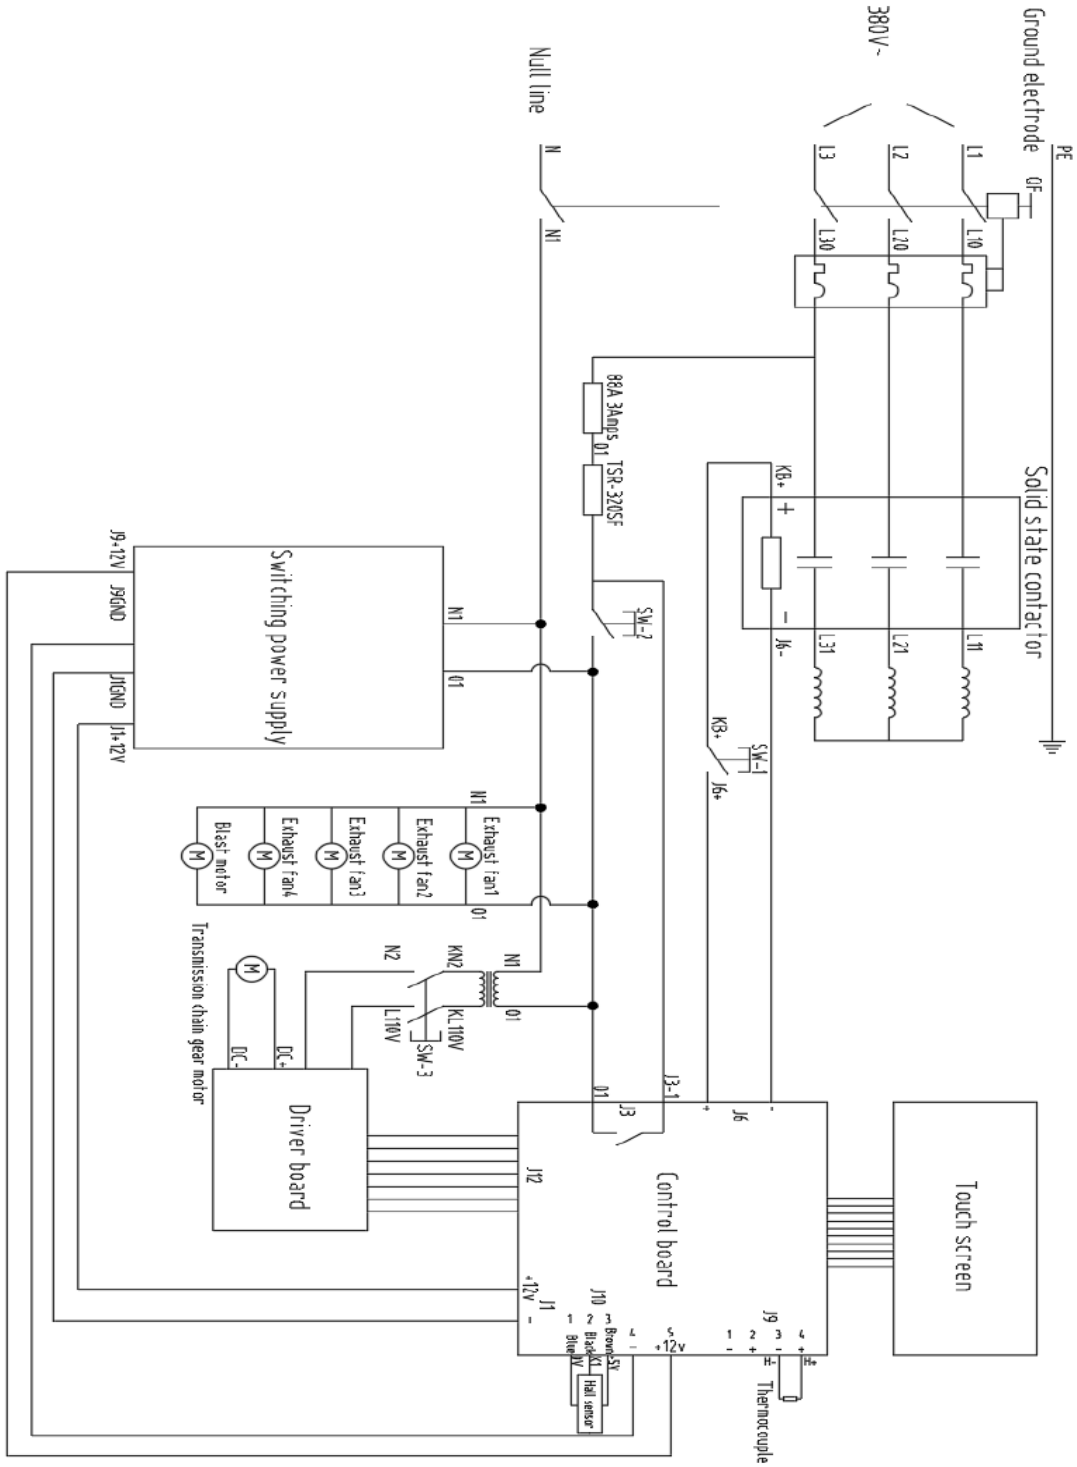 Ground electrode
PE
380V~
QF
L1
L2
L3
L10
L20
L30
Null line
N
N1
88A 3Amps
01
TSR-320SF
Solid state contactor
KB+
+
-
J6-
L11
L21
L31
SW-2
KB+
SW-1
J6+
Switching power supply
N1
01
J9+12V
J9GND
J1GND
J1+12V
N1
Exhaust fan1
Exhaust fan2
Exhaust fan3
Exhaust fan4
Blast motor
M
M
M
M
M
01
N1
01
KN2
KL110V
N2
L110V
SW-3
Transmission chain gear motor
M
DC-
DC+
Driver board
J3-1
01
J3
+
J6
-
J12
Control board
Touch screen
+12v
-
J1
J10
1
2
3
4
5
-
+12v
Blue
Black
X1
Brown
Hall sensor
J9
1
2
3
4
-
+
-
+
H-
H+
Thermocouple